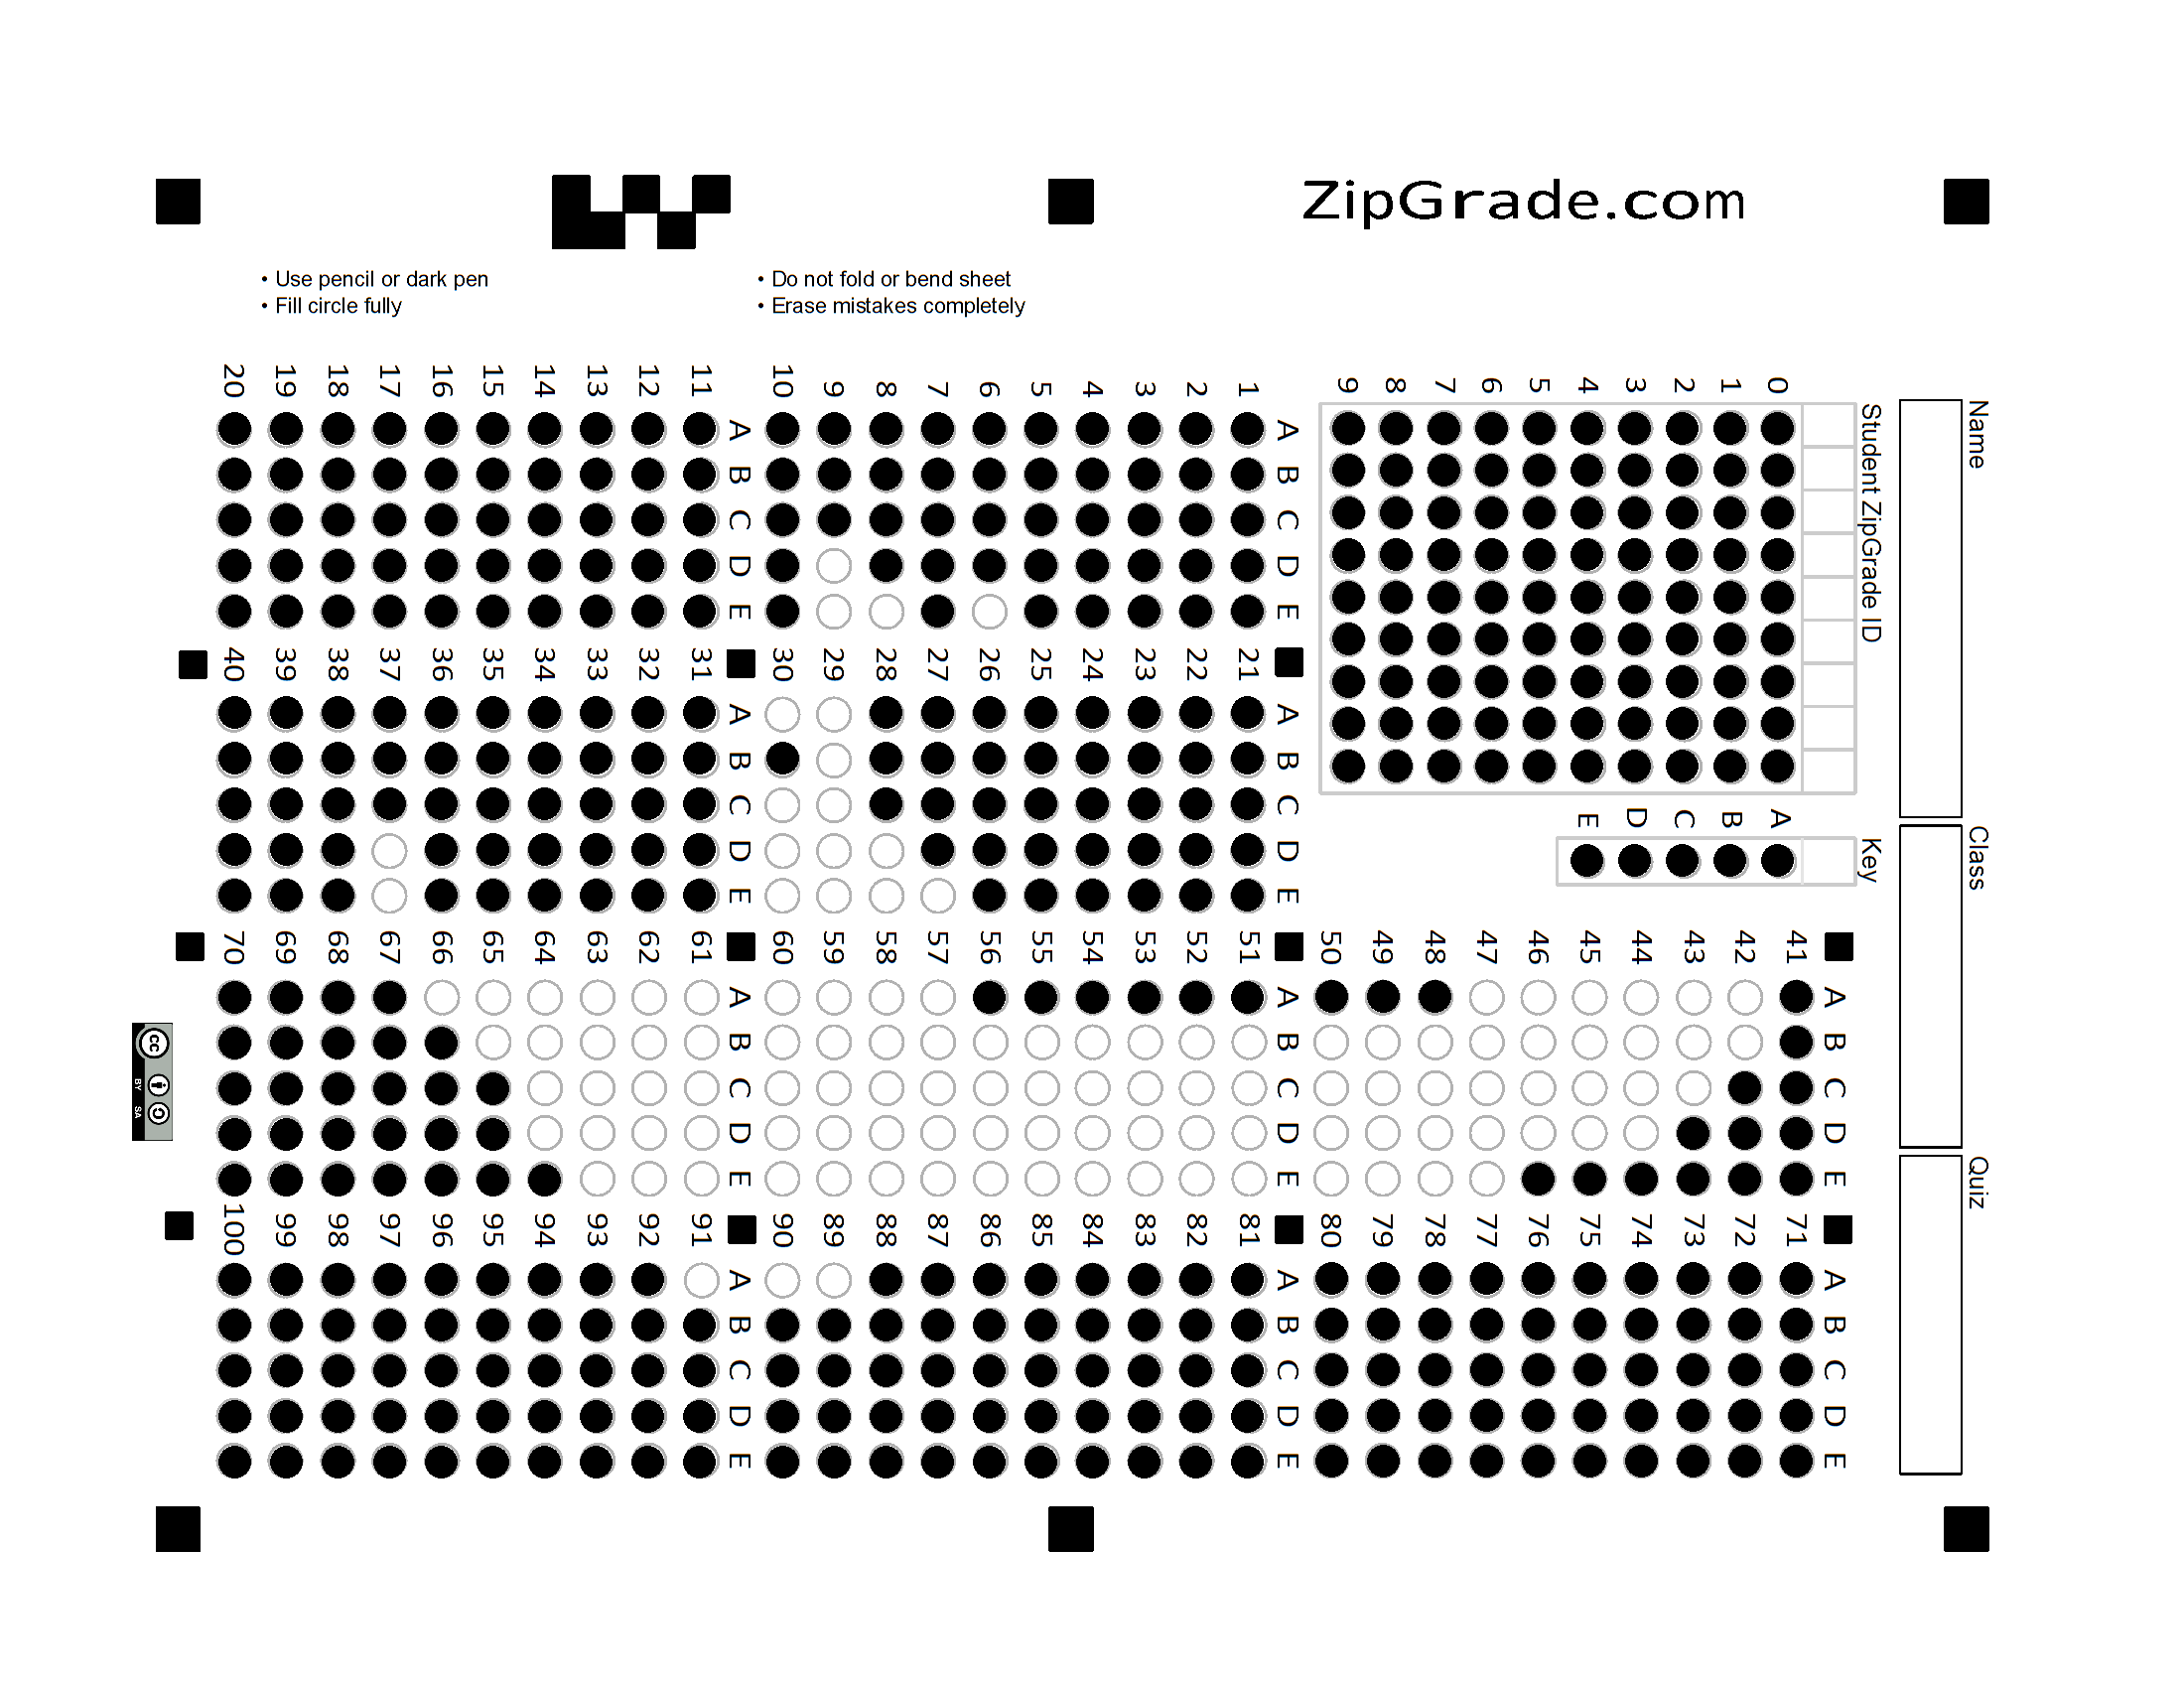 ZipGrade.com
• Use pencil or dark pen
• Fill circle fully
• Do not fold or bend sheet
• Erase mistakes completely
Name
Class
Quiz
Student ZipGrade ID
0 1 2 3 4 5 6 7 8 9
Key
A B C D E
A B C D E
1 2 3 4 5 6 7 8 9 10
A B C D E
11 12 13 14 15 16 17 18 19 20
A B C D E
21 22 23 24 25 26 27 28 29 30
A B C D E
31 32 33 34 35 36 37 38 39 40
A B C D E
41 42 43 44 45 46 47 48 49 50
A B C D E
51 52 53 54 55 56 57 58 59 60
A B C D E
61 62 63 64 65 66 67 68 69 70
A B C D E
71 72 73 74 75 76 77 78 79 80
A B C D E
81 82 83 84 85 86 87 88 89 90
A B C D E
91 92 93 94 95 96 97 98 99 100
A B C D E
cc
BY SA